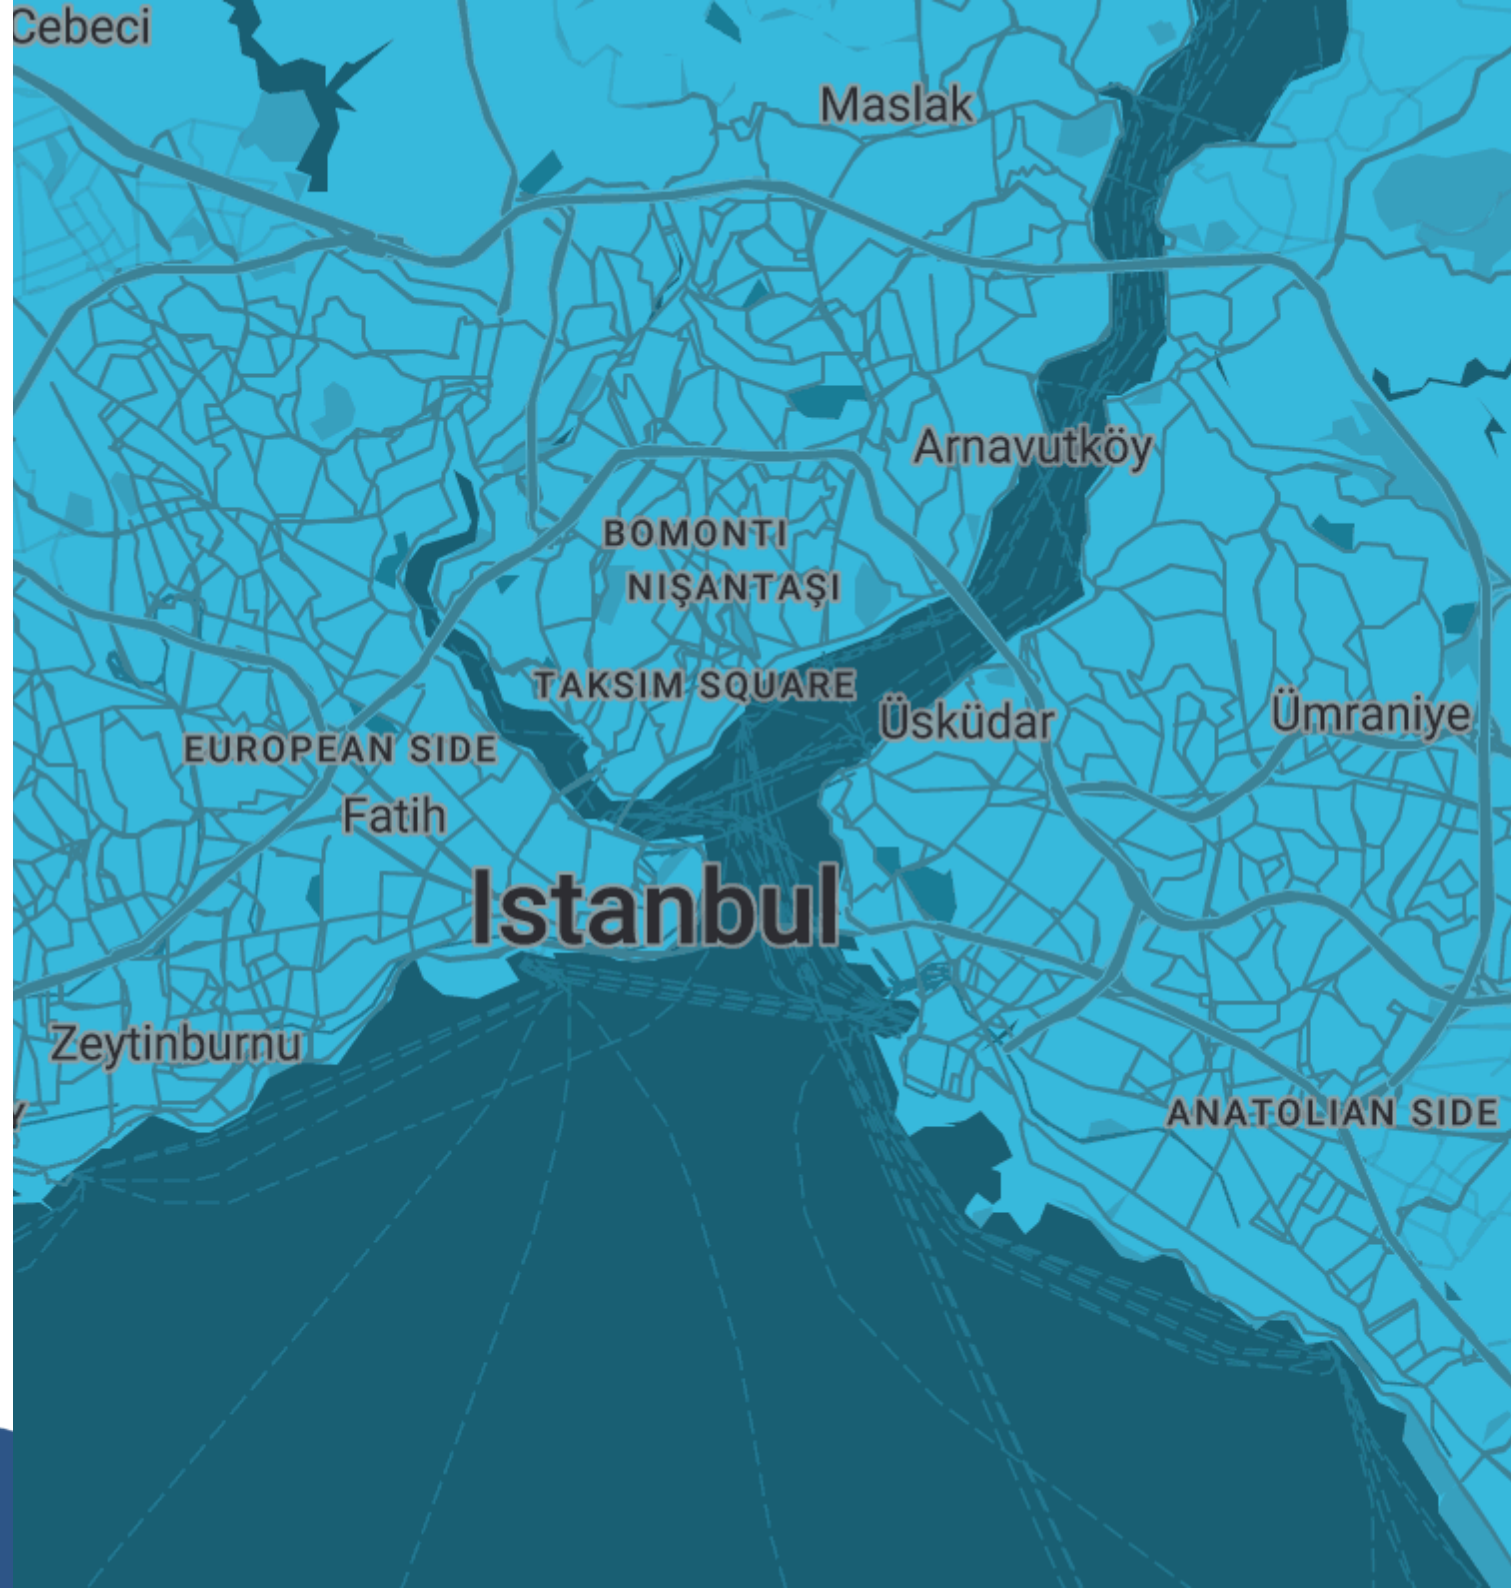 Cebeci
Maslak
Arnavutköy
BOMONTI
NIŞANTAŞI
TAKSIM SQUARE
Üsküdar
Ümraniye
EUROPEAN SIDE
Fatih
Istanbul
Zeytinburnu
Y
ANATOLIAN SIDE